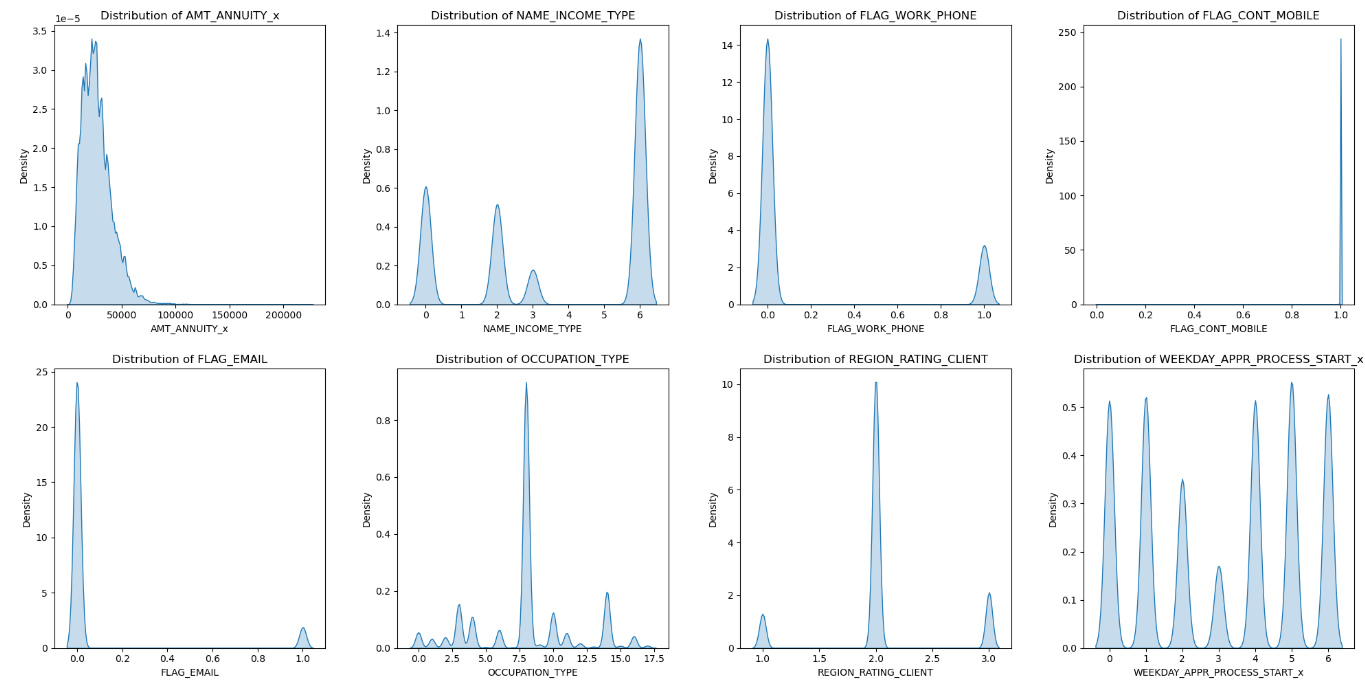 Distribution of AMT_ANNUITY_x
1e−5
3.5
3.0
2.5
2.0
1.5
1.0
0.5
0.0
Density
0 50000 100000 150000 200000
AMT_ANNUITY_x
Distribution of NAME_INCOME_TYPE
1.4
1.2
1.0
0.8
0.6
0.4
0.2
0.0
Density
0 1 2 3 4 5 6
NAME_INCOME_TYPE
Distribution of FLAG_WORK_PHONE
14
12
10
8
6
4
2
0
Density
0.0 0.2 0.4 0.6 0.8 1.0
FLAG_WORK_PHONE
Distribution of FLAG_CONT_MOBILE
250
200
150
100
50
0
Density
0.0 0.2 0.4 0.6 0.8 1.0
FLAG_CONT_MOBILE
Distribution of FLAG_EMAIL
25
20
15
10
5
0
Density
0.0 0.2 0.4 0.6 0.8 1.0
FLAG_EMAIL
Distribution of OCCUPATION_TYPE
0.8
0.6
0.4
0.2
0.0
Density
0.0 2.5 5.0 7.5 10.0 12.5 15.0 17.5
OCCUPATION_TYPE
Distribution of REGION_RATING_CLIENT
10
8
6
4
2
0
Density
1.0 1.5 2.0 2.5 3.0
REGION_RATING_CLIENT
Distribution of WEEKDAY_APPR_PROCESS_START_x
0.5
0.4
0.3
0.2
0.1
0.0
Density
0 1 2 3 4 5 6
WEEKDAY_APPR_PROCESS_START_x